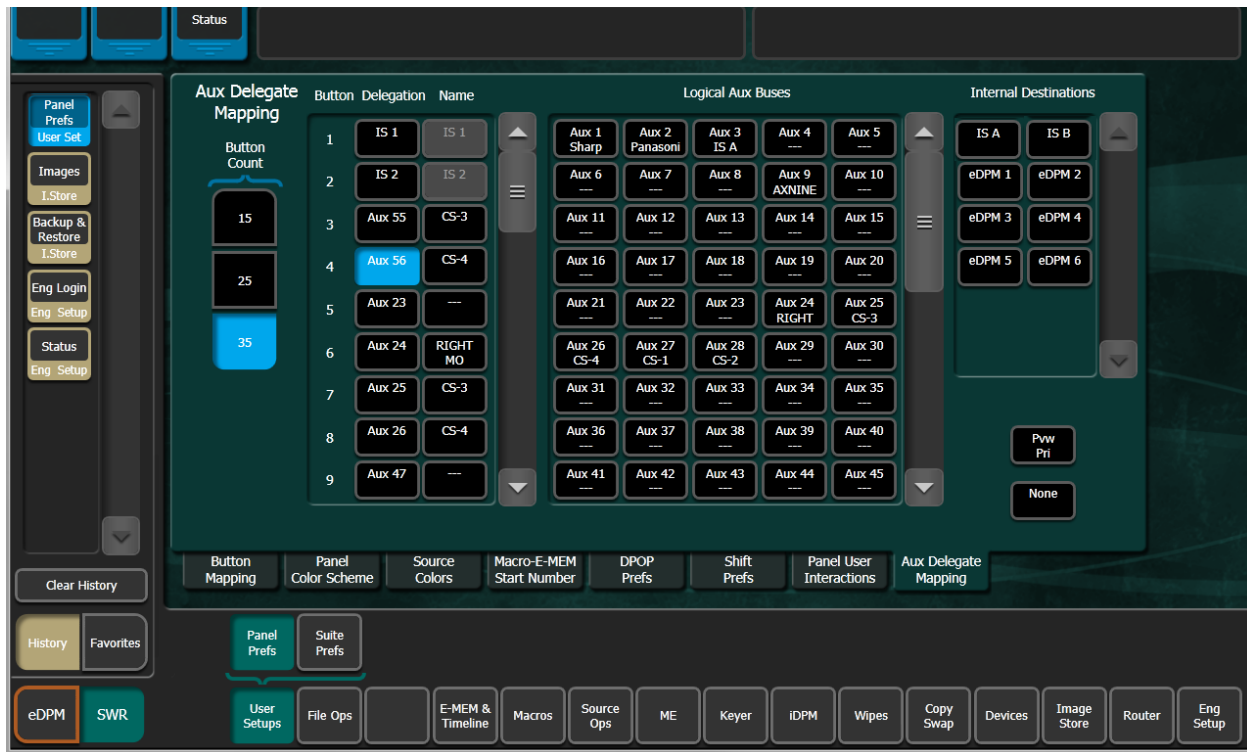 Status
Panel
Prefs
User Set
Images
I.Store
Backup &
Restore
I.Store
Eng Login
Eng Setup
Status
Eng Setup
Clear History
History Favorites
eDPM SWR
Aux Delegate
Mapping
Button
Count
15
25
35
Button Delegation Name
1 IS 1 IS 1
2 IS 2 IS 2
3 Aux 55 CS-3
4 Aux 56 CS-4
5 Aux 23 ---
6 Aux 24 RIGHT
MO
7 Aux 25 CS-3
8 Aux 26 CS-4
9 Aux 47 ---
Logical Aux Buses
Aux 1 Aux 2 Aux 3 Aux 4 Aux 5
Sharp Panasoni IS A --- ---
Aux 6 Aux 7 Aux 8 Aux 9 Aux 10
--- --- --- AXNINE ---
Aux 11 Aux 12 Aux 13 Aux 14 Aux 15
--- --- --- --- ---
Aux 16 Aux 17 Aux 18 Aux 19 Aux 20
--- --- --- --- ---
Aux 21 Aux 22 Aux 23 Aux 24 Aux 25
--- --- --- RIGHT CS-3
Aux 26 Aux 27 Aux 28 Aux 29 Aux 30
CS-4 CS-1 CS-2 --- ---
Aux 31 Aux 32 Aux 33 Aux 34 Aux 35
--- --- --- --- ---
Aux 36 Aux 37 Aux 38 Aux 39 Aux 40
--- --- --- --- ---
Aux 41 Aux 42 Aux 43 Aux 44 Aux 45
--- --- --- --- ---
Internal Destinations
IS A IS B
eDPM 1 eDPM 2
eDPM 3 eDPM 4
eDPM 5 eDPM 6
Pvw
Pri
None
Button Panel Source Macro-E-MEM DPOP Shift Panel User Aux Delegate
Mapping Color Scheme Colors Start Number Prefs Prefs Interactions Mapping
Panel Suite
Prefs Prefs
User
Setups
File Ops
E-MEM &
Timeline
Macros
Source
Ops
ME
Keyer
iDPM
Wipes
Copy
Swap
Devices
Image
Store
Router
Eng
Setup